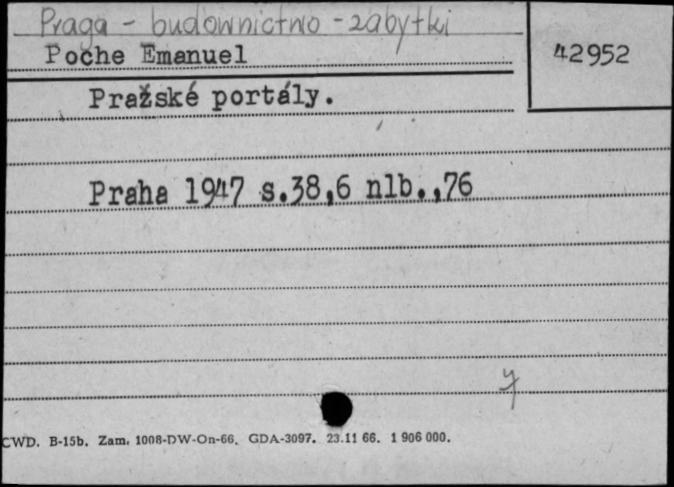 Praga - budownictwo - zabytki
Poche Emanuel
42952
Pražské portály.
Praha 1947 s.38,6 nlb.,76
CWD. B-15b. Zam. 1008-DW-On-66. GDA-3097. 23.11 66. 1 906 000.